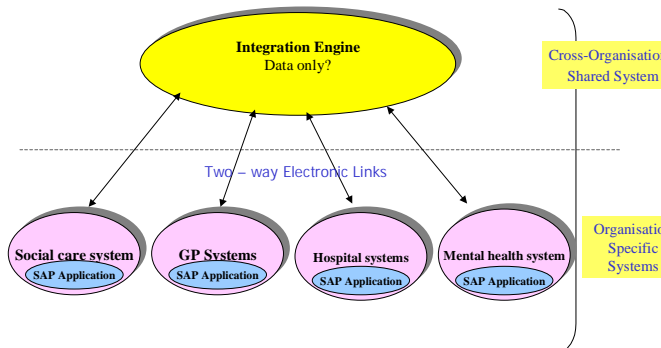 Integration Engine
Data only?
Cross-Organisation
Shared System
Two – way Electronic Links
Social care system
SAP Application
GP Systems
SAP Application
Hospital systems
SAP Application
Mental health system
SAP Application
Organisatio
Specific
Systems